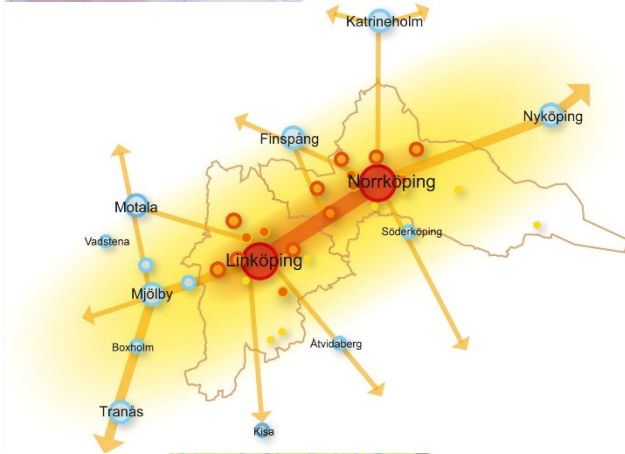 Katrineholm
Nyköping
Finspång
Norrköping
Motala
Söderköping
Vadstena
Linköping
Mjölby
Åtvidaberg
Boxholm
Tranås
Kisa